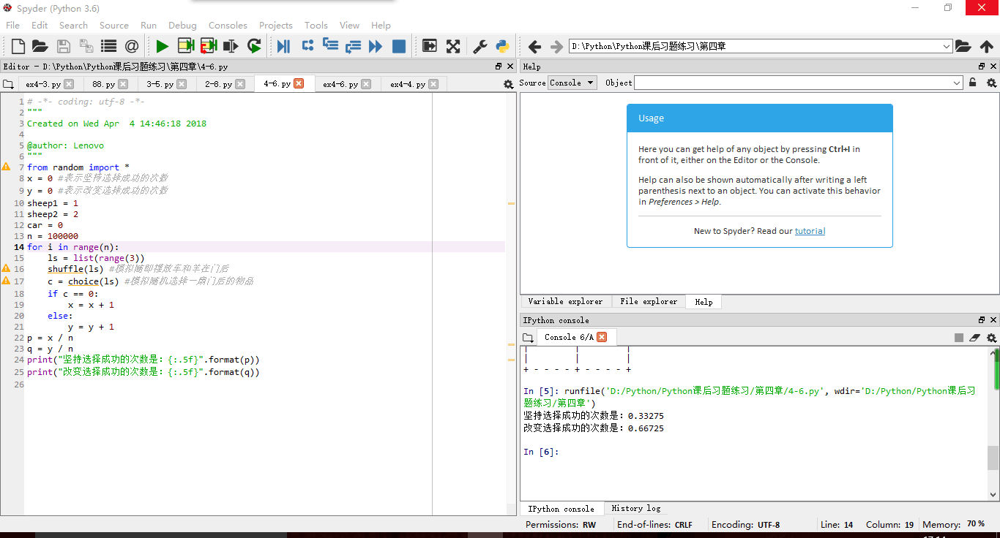 Spyder (Python 3.6)
File Edit Search Source Run Debug Consoles Projects Tools View Help
D:\Python\Python课后习题练习\第四章
Editor - D:\Python\Python课后习题练习\第四章\4-6.py
ex4-3.py 88.py 3-5.py 2-8.py 4-6.py ex4-6.py ex4-4.py
1 # -*- coding: utf-8 -*-
2 """
3 Created on Wed Apr  4 14:46:18 2018
4
5 @author: Lenovo
6 """
7 from random import *
8 x = 0 #表示坚持选择成功的次数
9 y = 0 #表示改变选择成功的次数
10 sheep1 = 1
11 sheep2 = 2
12 car = 0
13 n = 100000
14 for i in range(n):
15     ls = list(range(3))
16     shuffle(ls) #模拟随即摆放车和羊在门后
17     c = choice(ls) #模拟随机选择一扇门后的物品
18     if c == 0:
19         x = x + 1
20     else:
21         y = y + 1
22 p = x / n
23 q = y / n
24 print("坚持选择成功的次数是：{:.5f}".format(p))
25 print("改变选择成功的次数是：{:.5f}".format(q))
26
Help
Source Console Object
Usage
Here you can get help of any object by pressing Ctrl+I in
front of it, either on the Editor or the Console.
Help can also be shown automatically after writing a left
parenthesis next to an object. You can activate this behavior
in Preferences > Help.
New to Spyder? Read our tutorial
Variable explorer File explorer Help
IPython console
Console 6/A
| | |
| | |
+ - - - - + - - - - +
In [5]: runfile('D:/Python/Python课后习题练习/第四章/4-6.py', wdir='D:/Python/Python课后习
题练习/第四章')
坚持选择成功的次数是：0.33275
改变选择成功的次数是：0.66725
In [6]:
IPython console History log
Permissions: RW End-of-lines: CRLF Encoding: UTF-8 Line: 14 Column: 19 Memory: 70 %